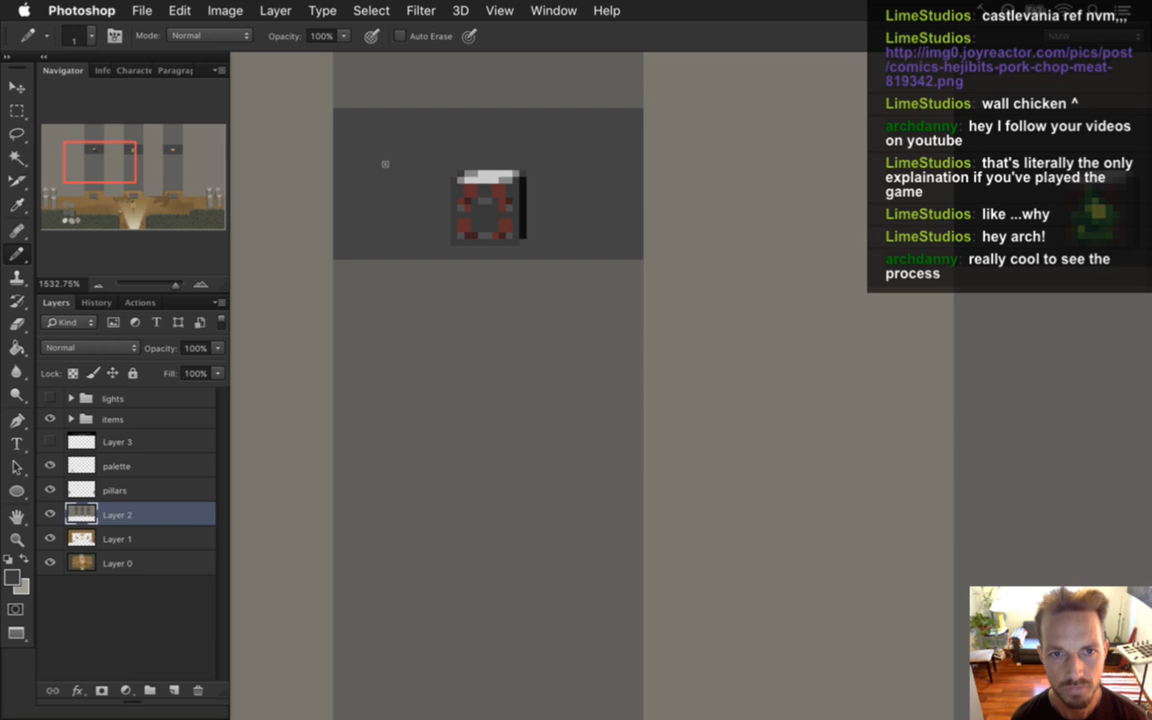 Photoshop File Edit Image Layer Type Select Filter 3D View Window Help
1 Mode: Normal Opacity: 100% Auto Erase
Navigator Info Characte Paragra
1532.75%
Layers History Actions
Kind
Normal Opacity: 100%
Lock: Fill: 100%
lights
items
Layer 3
palette
pillars
Layer 2
Layer 1
Layer 0
LimeStudios: castlevania ref nvm,,,
LimeStudios:
http://img0.joyreactor.com/pics/post
/comics-hejibits-pork-chop-meat-
819342.png
LimeStudios: wall chicken ^
archdanny: hey I follow your videos
on youtube
LimeStudios: that's literally the only
explaination if you've played the
game
LimeStudios: like ...why
LimeStudios: hey arch!
archdanny: really cool to see the
process